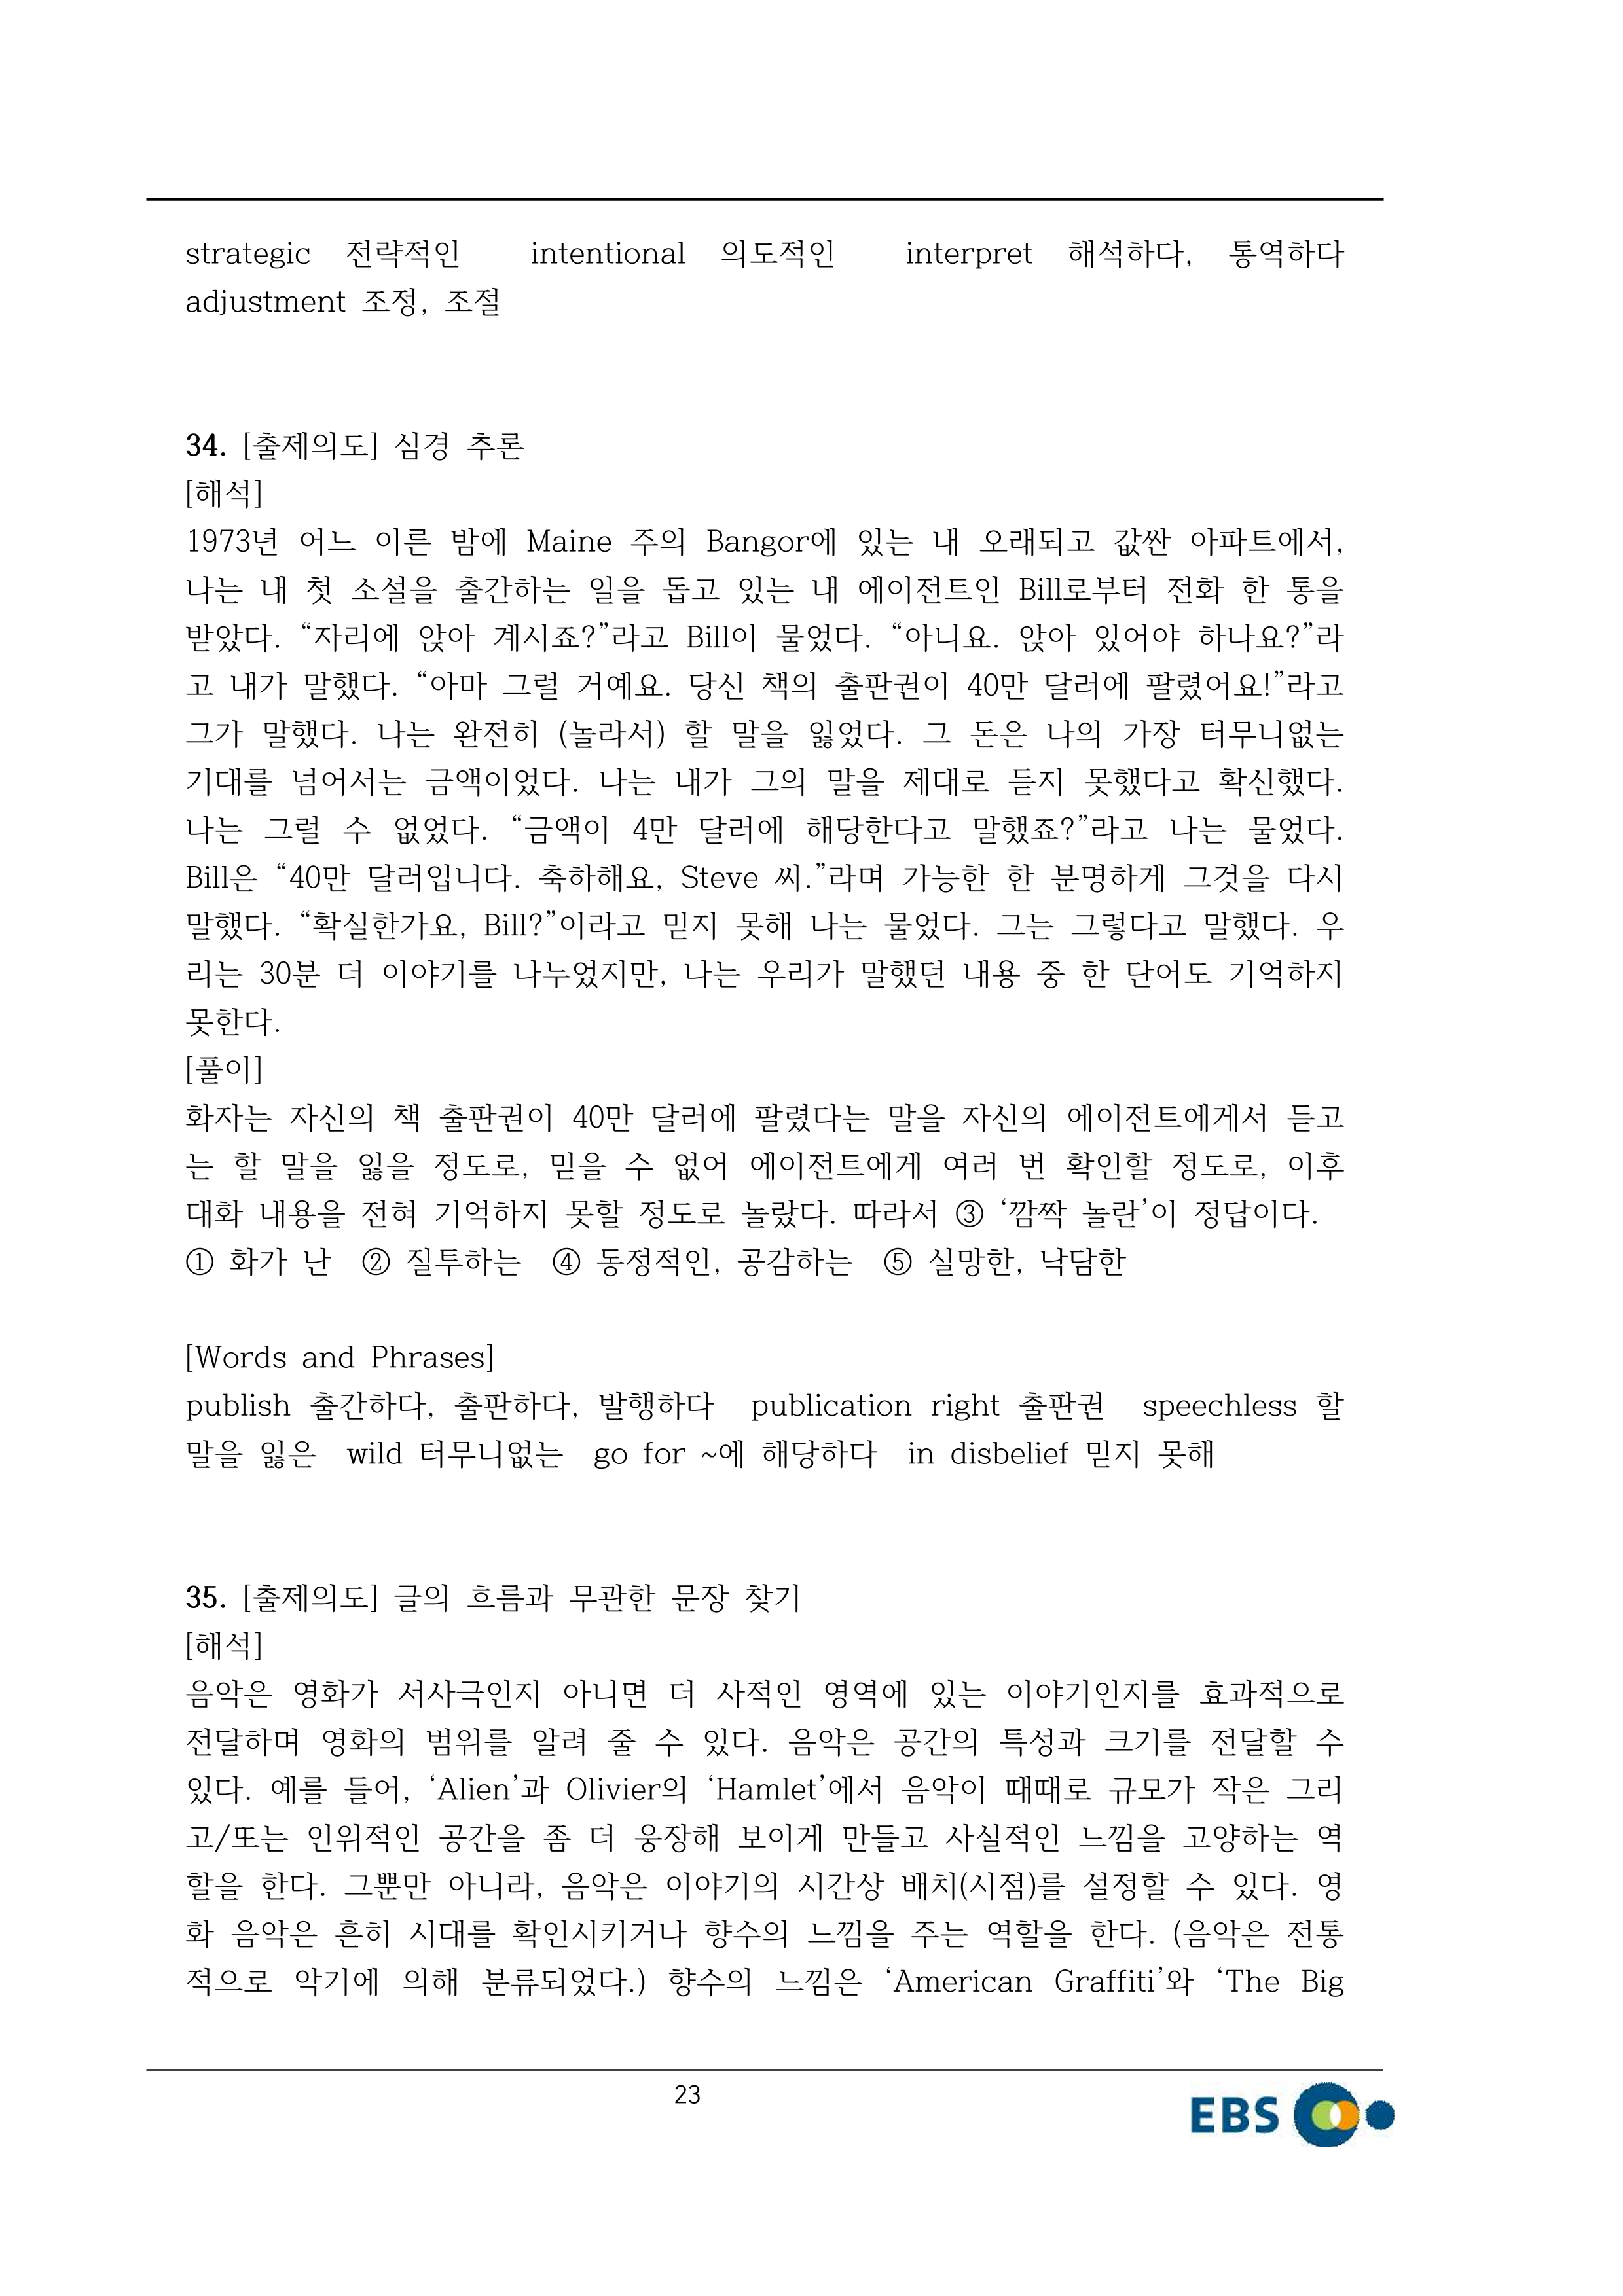 strategic 전략적인 intentional 의도적인 interpret 해석하다, 통역하다
adjustment 조정, 조절
34. [출제의도] 심경 추론
[해석]
1973년 어느 이른 밤에 Maine 주의 Bangor에 있는 내 오래되고 값싼 아파트에서,
나는 내 첫 소설을 출간하는 일을 돕고 있는 내 에이전트인 Bill로부터 전화 한 통을
받았다. “자리에 앉아 계시죠?”라고 Bill이 물었다. “아니요. 앉아 있어야 하나요?”라
고 내가 말했다. “아마 그럴 거예요. 당신 책의 출판권이 40만 달러에 팔렸어요!”라고
그가 말했다. 나는 완전히 (놀라서) 할 말을 잃었다. 그 돈은 나의 가장 터무니없는
기대를 넘어서는 금액이었다. 나는 내가 그의 말을 제대로 듣지 못했다고 확신했다.
나는 그럴 수 없었다. “금액이 4만 달러에 해당한다고 말했죠?”라고 나는 물었다.
Bill은 “40만 달러입니다. 축하해요, Steve 씨.”라며 가능한 한 분명하게 그것을 다시
말했다. “확실한가요, Bill?”이라고 믿지 못해 나는 물었다. 그는 그렇다고 말했다. 우
리는 30분 더 이야기를 나누었지만, 나는 우리가 말했던 내용 중 한 단어도 기억하지
못한다.
[풀이]
화자는 자신의 책 출판권이 40만 달러에 팔렸다는 말을 자신의 에이전트에게서 듣고
는 할 말을 잃을 정도로, 믿을 수 없어 에이전트에게 여러 번 확인할 정도로, 이후
대화 내용을 전혀 기억하지 못할 정도로 놀랐다. 따라서 ③ ‘깜짝 놀란’이 정답이다.
① 화가 난 ② 질투하는 ④ 동정적인, 공감하는 ⑤ 실망한, 낙담한
[Words and Phrases]
publish 출간하다, 출판하다, 발행하다 publication right 출판권 speechless 할
말을 잃은 wild 터무니없는 go for ~에 해당하다 in disbelief 믿지 못해
35. [출제의도] 글의 흐름과 무관한 문장 찾기
[해석]
음악은 영화가 서사극인지 아니면 더 사적인 영역에 있는 이야기인지를 효과적으로
전달하며 영화의 범위를 알려 줄 수 있다. 음악은 공간의 특성과 크기를 전달할 수
있다. 예를 들어, ‘Alien’과 Olivier의 ‘Hamlet’에서 음악이 때때로 규모가 작은 그리
고/또는 인위적인 공간을 좀 더 웅장해 보이게 만들고 사실적인 느낌을 고양하는 역
할을 한다. 그뿐만 아니라, 음악은 이야기의 시간상 배치(시점)를 설정할 수 있다. 영
화 음악은 흔히 시대를 확인시키거나 향수의 느낌을 주는 역할을 한다. (음악은 전통
적으로 악기에 의해 분류되었다.) 향수의 느낌은 ‘American Graffiti’와 ‘The Big
23
EBS